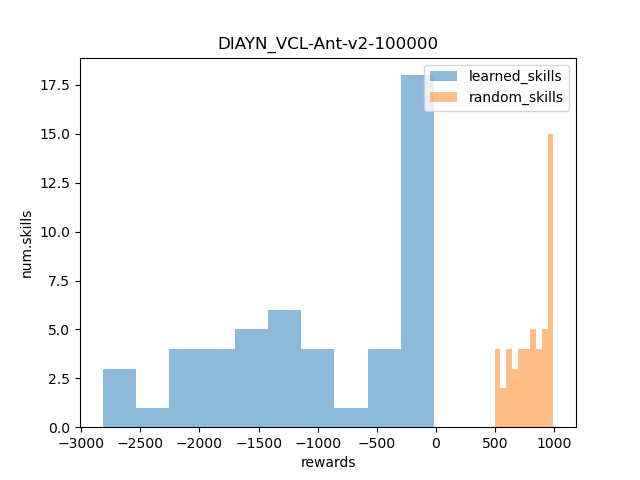 DIAYN_VCL-Ant-v2-100000
learned_skills
random_skills
17.5
15.0
12.5
10.0
7.5
5.0
2.5
0.0
num.skills
−3000 −2500 −2000 −1500 −1000 −500 0 500 1000
rewards